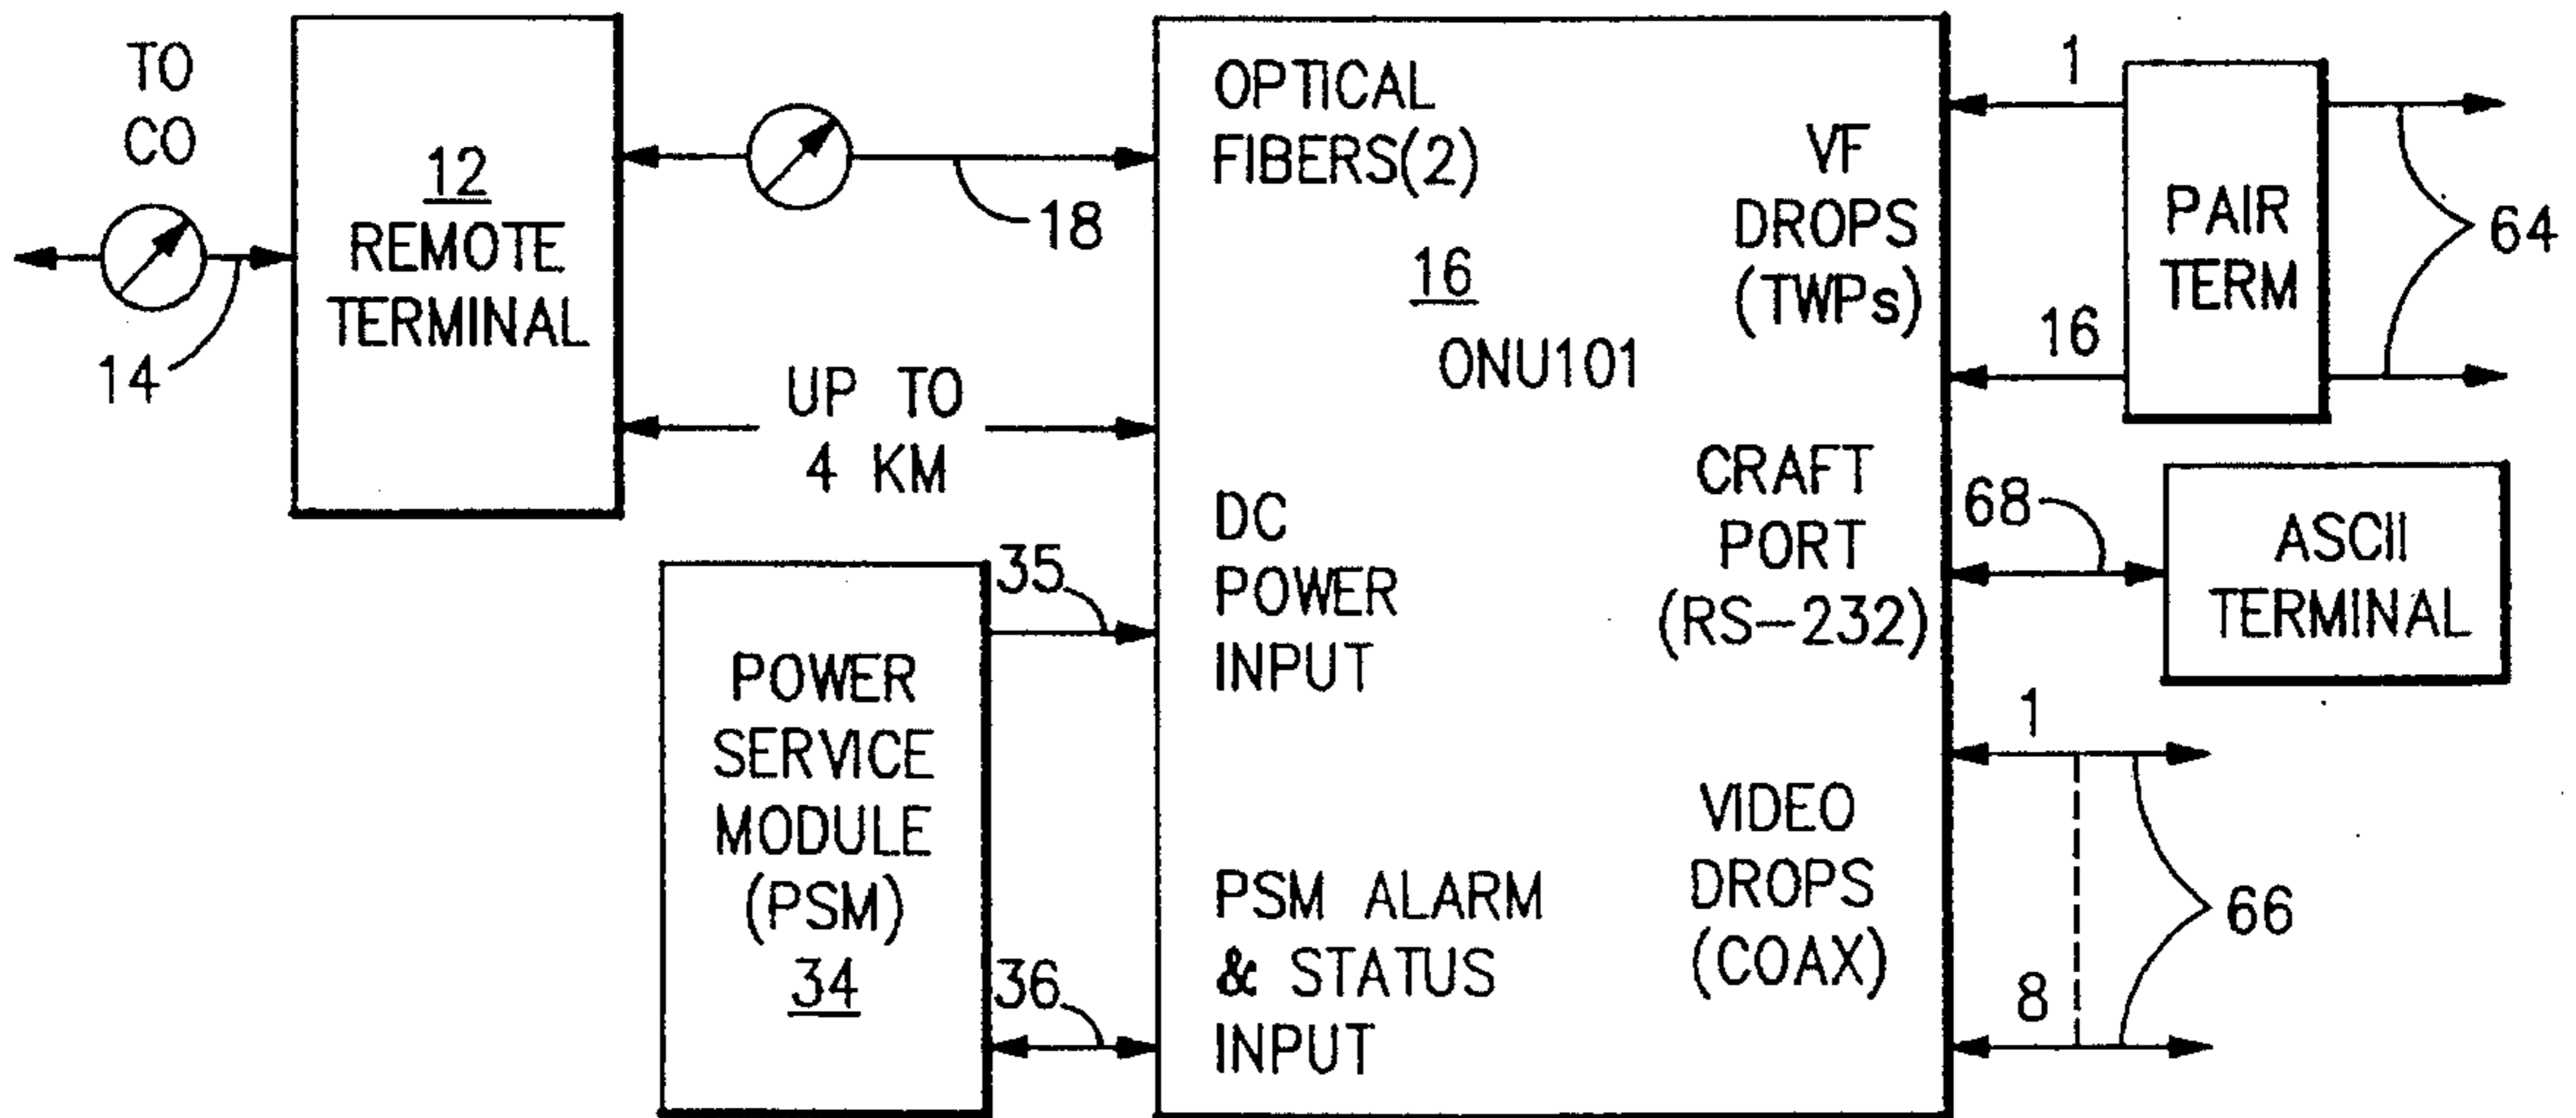 TO
CO
14
12
REMOTE
TERMINAL
18
UP TO
4 KM
POWER
SERVICE
MODULE
(PSM)
34
35
36
OPTICAL
FIBERS(2)
16
ONU101
DC
POWER
INPUT
PSM ALARM
& STATUS
INPUT
VF
DROPS
(TWPs)
CRAFT
PORT
(RS-232)
VIDEO
DROPS
(COAX)
1
16
PAIR
TERM
64
68
ASCII
TERMINAL
1
8
66